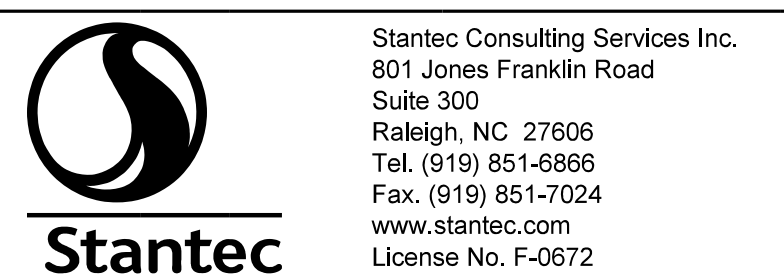 Stantec
Stantec Consulting Services Inc.
801 Jones Franklin Road
Suite 300
Raleigh, NC  27606
Tel. (919) 851-6866
Fax. (919) 851-7024
www.stantec.com
License No. F-0672